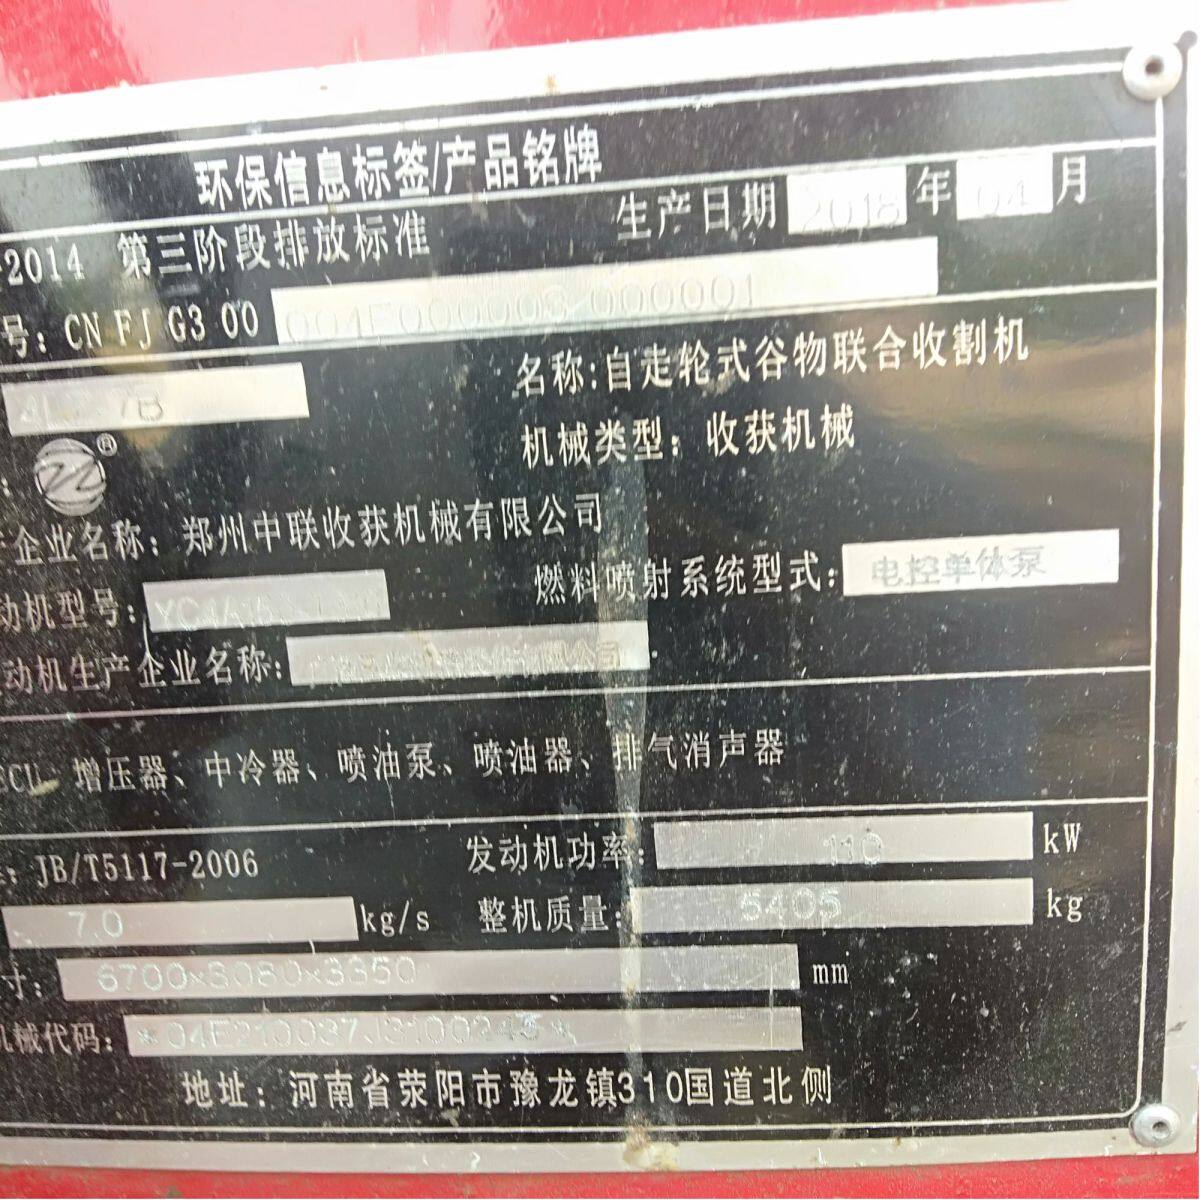 环保信息标签/产品铭牌
-2014 第三阶段排放标准 生产日期 2018 年 04 月
号: CN FJ G3 00 004E000003 000001
7B 名称:自走轮式谷物联合收割机
® 机械类型: 收获机械
企业名称: 郑州中联收获机械有限公司
动机型号: 燃料喷射系统型式: 电控单体泵
动机生产企业名称: 有限公司
ECU 增压器、中冷器、喷油泵、喷油器、排气消声器
: JB/T5117-2006 发动机功率: 110 kW
7.0 kg/s 整机质量: 5405 kg
寸: 6700×3080×3350 mm
机械代码: *04E210037J3100245*
地址: 河南省荥阳市豫龙镇310国道北侧